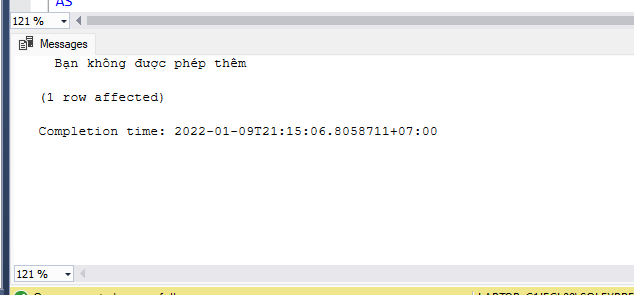 AS
121 %
Messages
Bạn không được phép thêm
(1 row affected)
Completion time: 2022-01-09T21:15:06.8058711+07:00
121 %